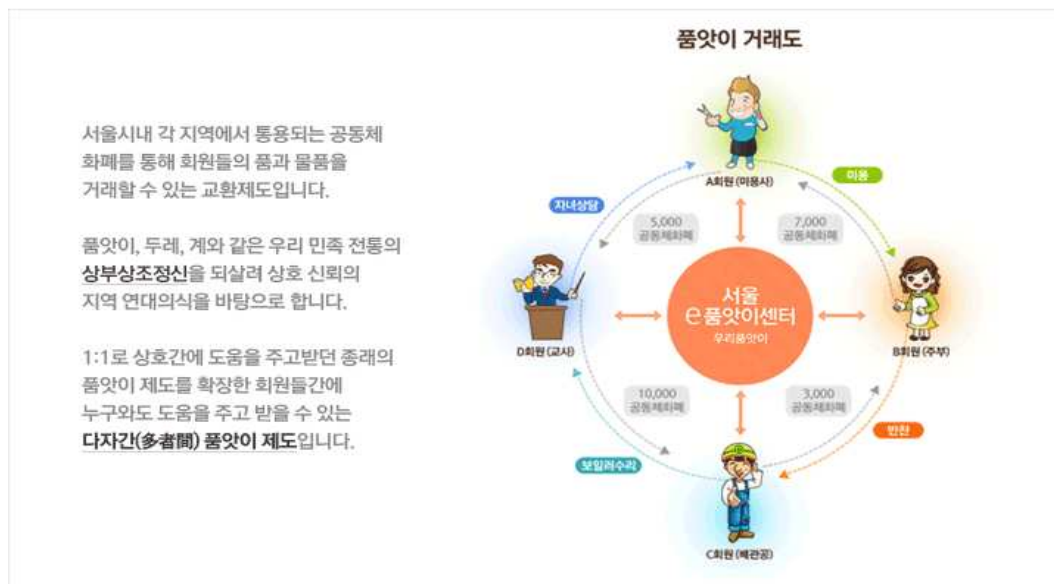 품앗이 거래도
서울시내 각 지역에서 통용되는 공동체
화폐를 통해 회원들의 품과 물품을
거래할 수 있는 교환제도입니다.
품앗이, 두레, 계와 같은 우리 민족 전통의
상부상조정신을 되살려 상호 신뢰의
지역 연대의식을 바탕으로 합니다.
1:1로 상호간에 도움을 주고받던 종래의
품앗이 제도를 확장한 회원들간에
누구와도 도움을 주고 받을 수 있는
다자간(多者間) 품앗이 제도입니다.
A회원 (미용사)
미용
자녀상담
5,000
공동체화폐
7,000
공동체화폐
서울
e품앗이센터
우리품앗이
D회원 (교사)
B회원 (주부)
10,000
공동체화폐
3,000
공동체화폐
반찬
보일러수리
C회원 (배관공)